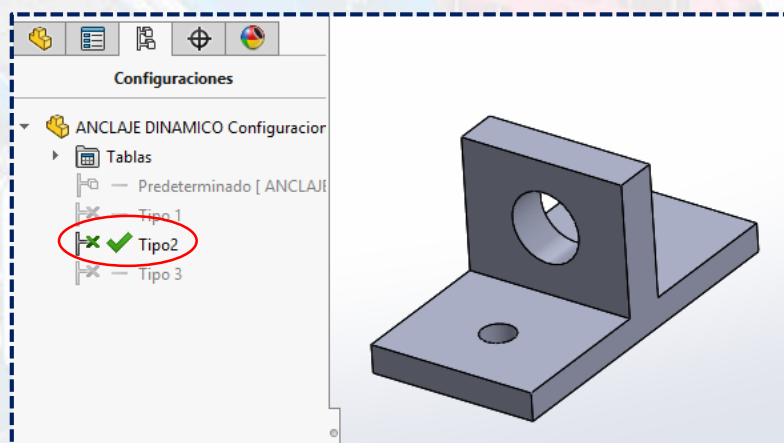 Configuraciones
ANCLAJE DINAMICO Configuracior
Tablas
Predeterminado [ ANCLAJE
Tipo 1
Tipo2
Tipo 3